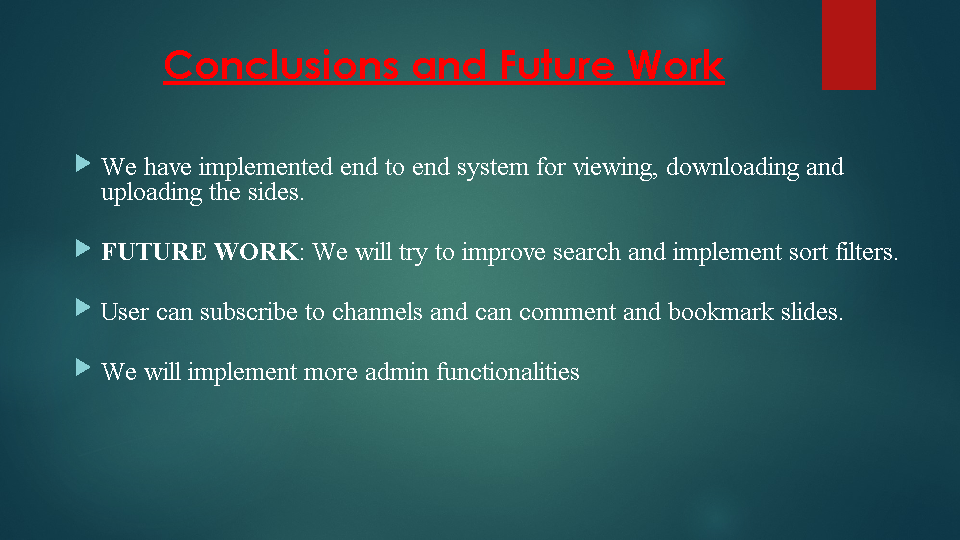 Conclusions and Future Work
We have implemented end to end system for viewing, downloading and
uploading the sides.
FUTURE WORK: We will try to improve search and implement sort filters.
User can subscribe to channels and can comment and bookmark slides.
We will implement more admin functionalities